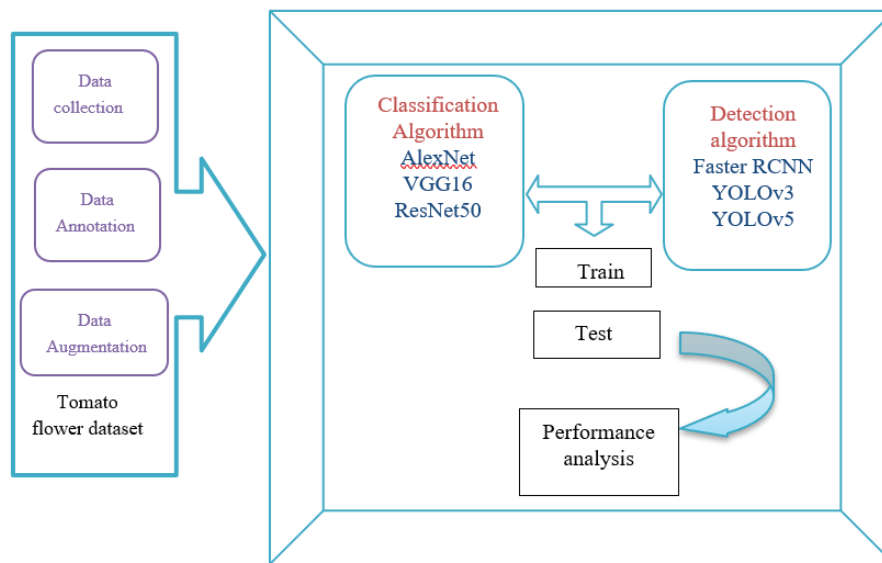 Data
collection
Data
Annotation
Data
Augmentation
Tomato
flower dataset
Classification
Algorithm
AlexNet
VGG16
ResNet50
Detection
algorithm
Faster RCNN
YOLOv3
YOLOv5
Train
Test
Performance
analysis